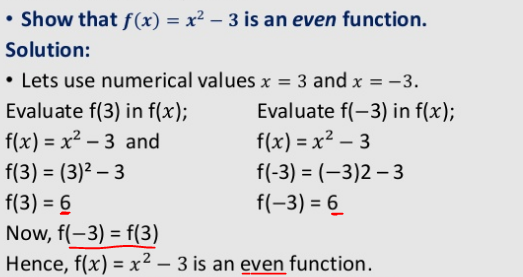 • Show that f(x) = x² – 3 is an even function.
Solution:
• Lets use numerical values x = 3 and x = −3.
Evaluate f(3) in f(x); Evaluate f(−3) in f(x);
f(x) = x² – 3 and f(x) = x² – 3
f(3) = (3)² – 3 f(-3) = (−3)2 – 3
f(3) = 6 f(−3) = 6
Now, f(−3) = f(3)
Hence, f(x) = x² – 3 is an even function.